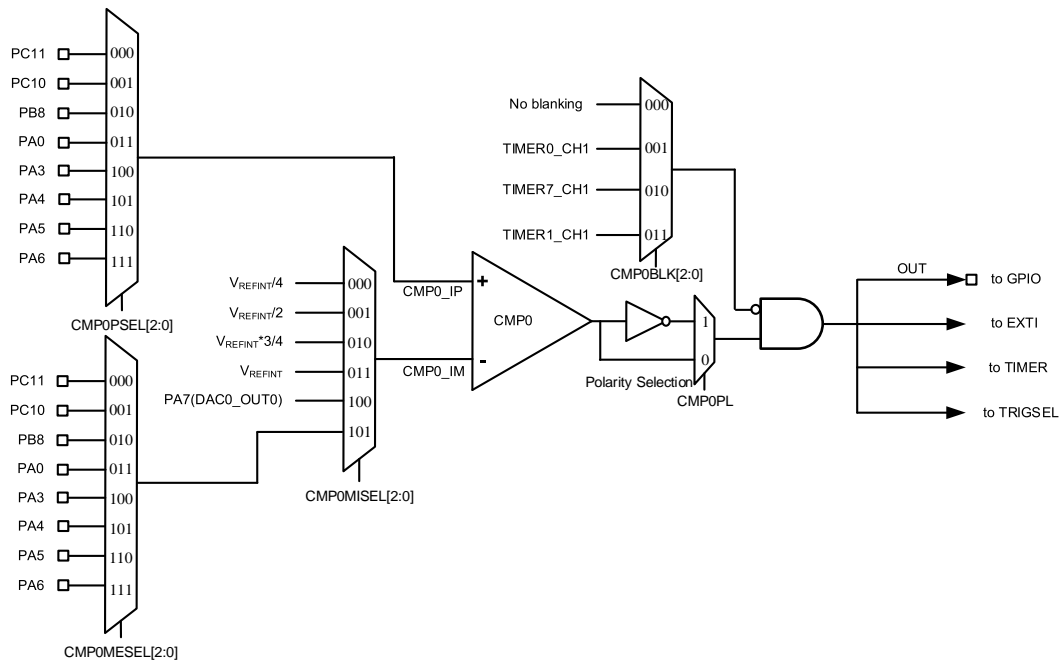 PC11
000
PC10
001
PB8
010
PA0
011
PA3
100
PA4
101
PA5
110
PA6
111
CMP0PSEL[2:0]
PC11
000
PC10
001
PB8
010
PA0
011
PA3
100
PA4
101
PA5
110
PA6
111
CMP0MESEL[2:0]
VREFINT/4
000
VREFINT/2
001
VREFINT*3/4
010
VREFINT
011
PA7(DAC0_OUT0)
100
101
CMP0MISEL[2:0]
CMP0_IP
CMP0_IM
+
CMP0
-
No blanking
000
TIMER0_CH1
001
TIMER7_CH1
010
TIMER1_CH1
011
CMP0BLK[2:0]
1
0
Polarity Selection
CMP0PL
OUT
to GPIO
to EXTI
to TIMER
to TRIGSEL